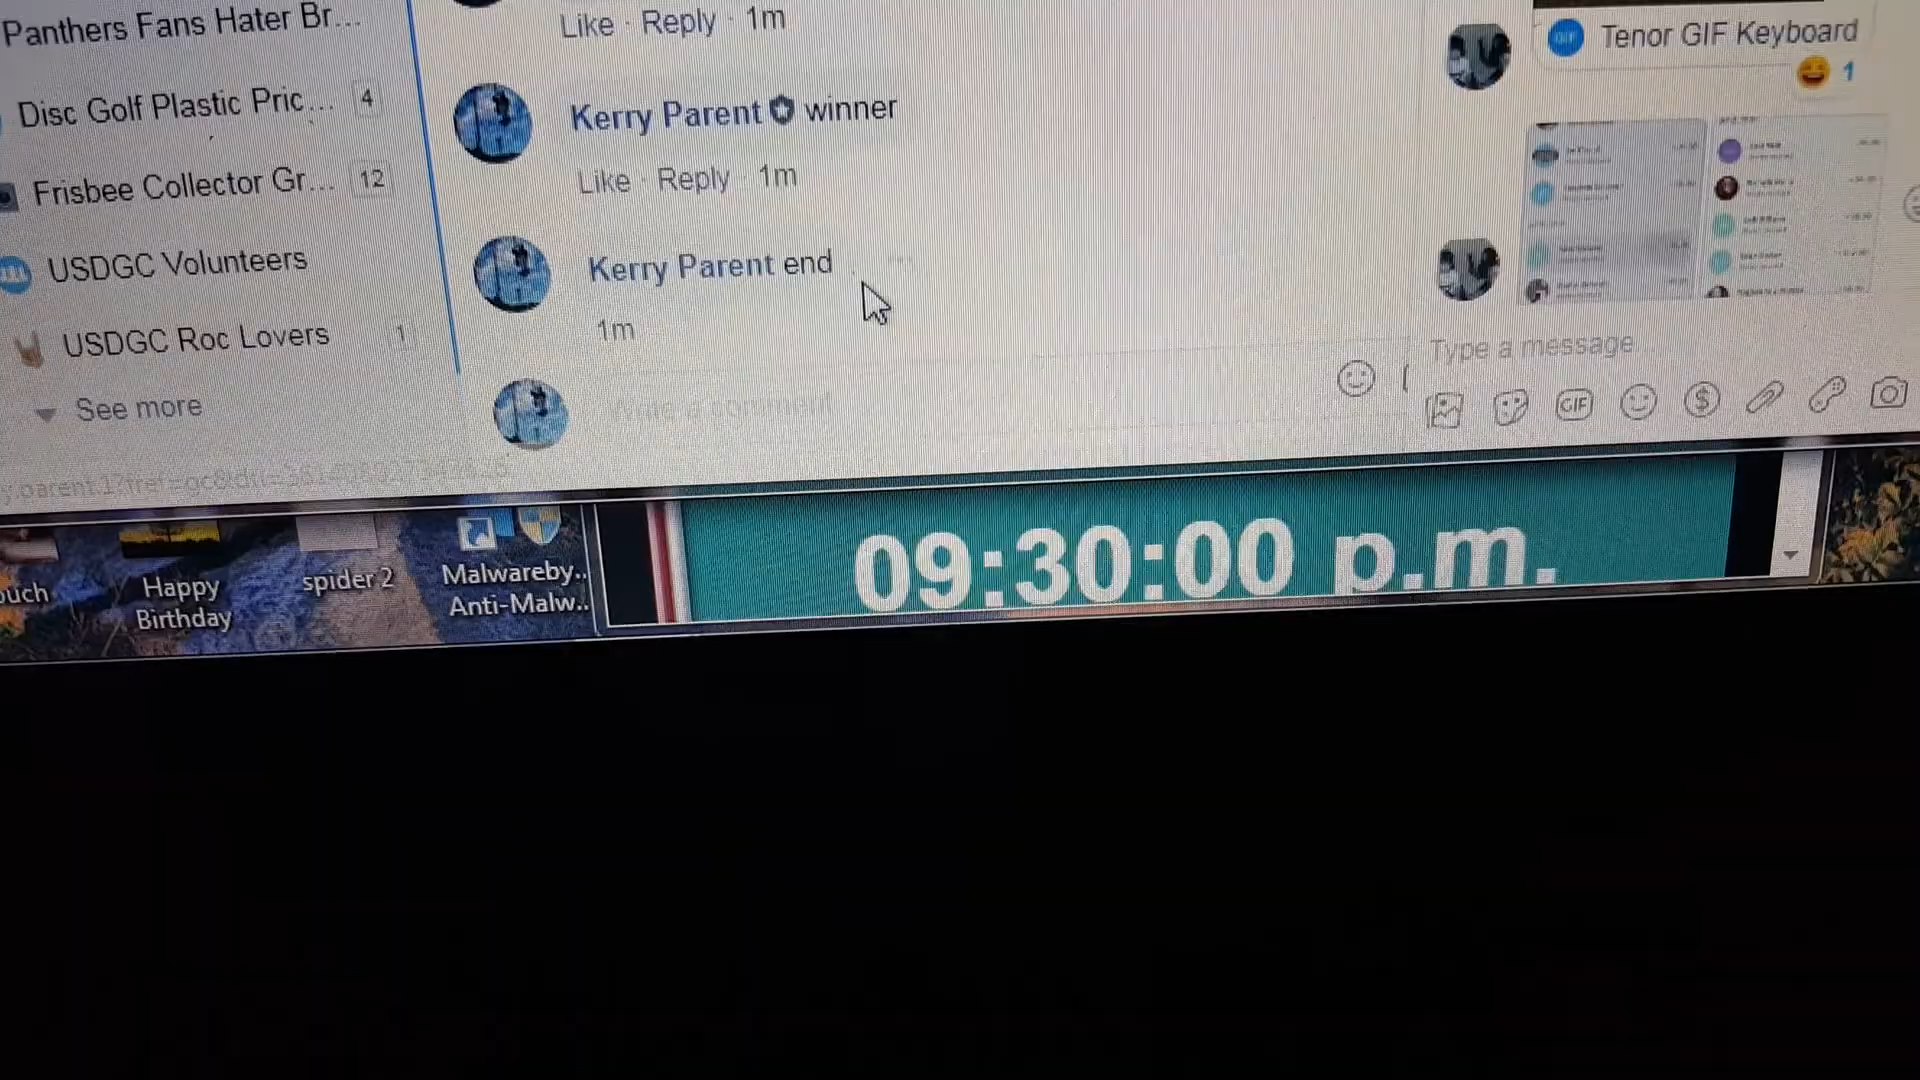 Panthers Fans Hater Br...
Disc Golf Plastic Pric... 4
Frisbee Collector Gr... 12
USDGC Volunteers
USDGC Roc Lovers 1
See more
Like · Reply · 1m
Kerry Parent winner
Like · Reply · 1m
Kerry Parent end
1m
Write a comment
Tenor GIF Keyboard
1
Type a message...
GIF
Happy
Birthday
spider 2
Malwareby...
Anti-Malw...
09:30:00 p.m.